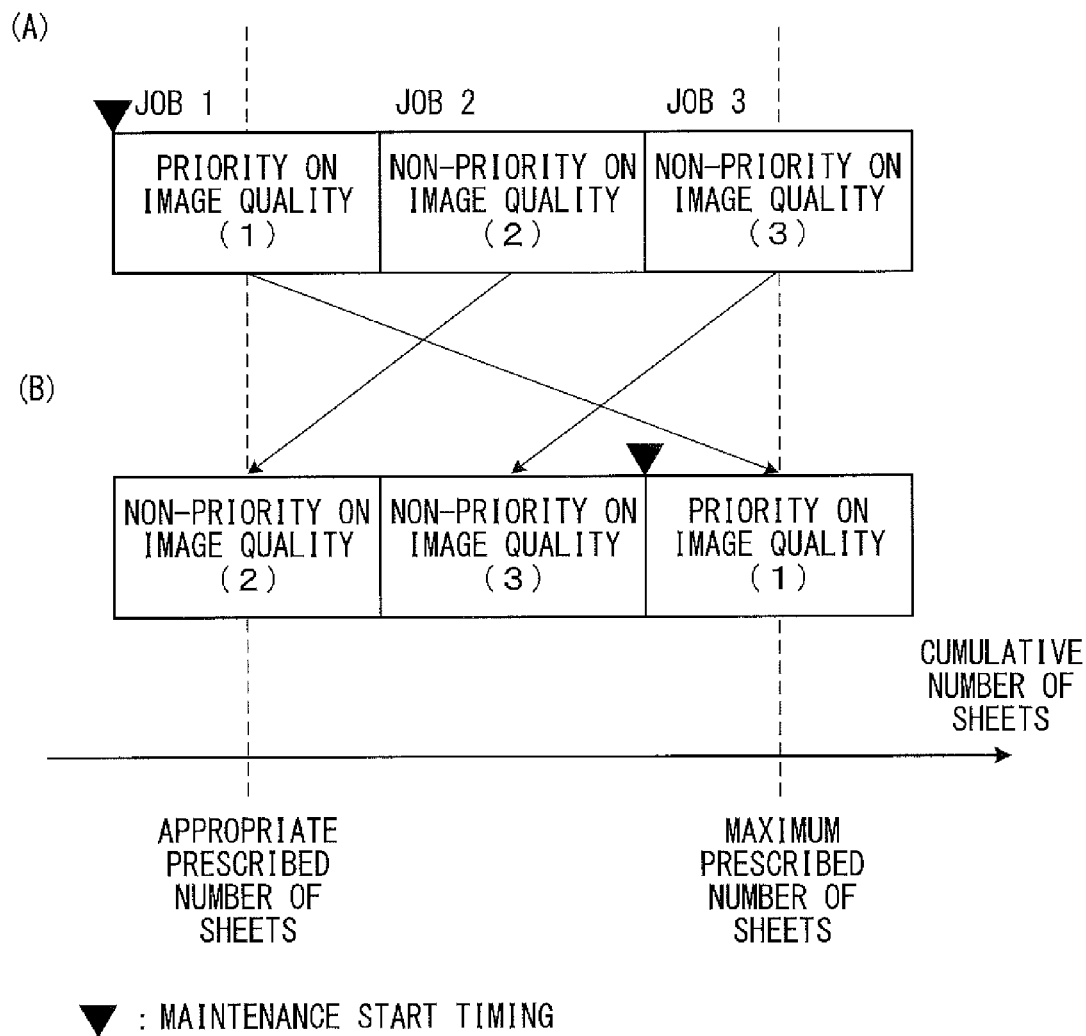 (A)
JOB 1
JOB 2
JOB 3
PRIORITY ON
IMAGE QUALITY
(1)
NON-PRIORITY ON
IMAGE QUALITY
(2)
NON-PRIORITY ON
IMAGE QUALITY
(3)
(B)
NON-PRIORITY ON
IMAGE QUALITY
(2)
NON-PRIORITY ON
IMAGE QUALITY
(3)
PRIORITY ON
IMAGE QUALITY
(1)
CUMULATIVE
NUMBER OF
SHEETS
APPROPRIATE
PRESCRIBED
NUMBER OF
SHEETS
MAXIMUM
PRESCRIBED
NUMBER OF
SHEETS
▼ : MAINTENANCE START TIMING